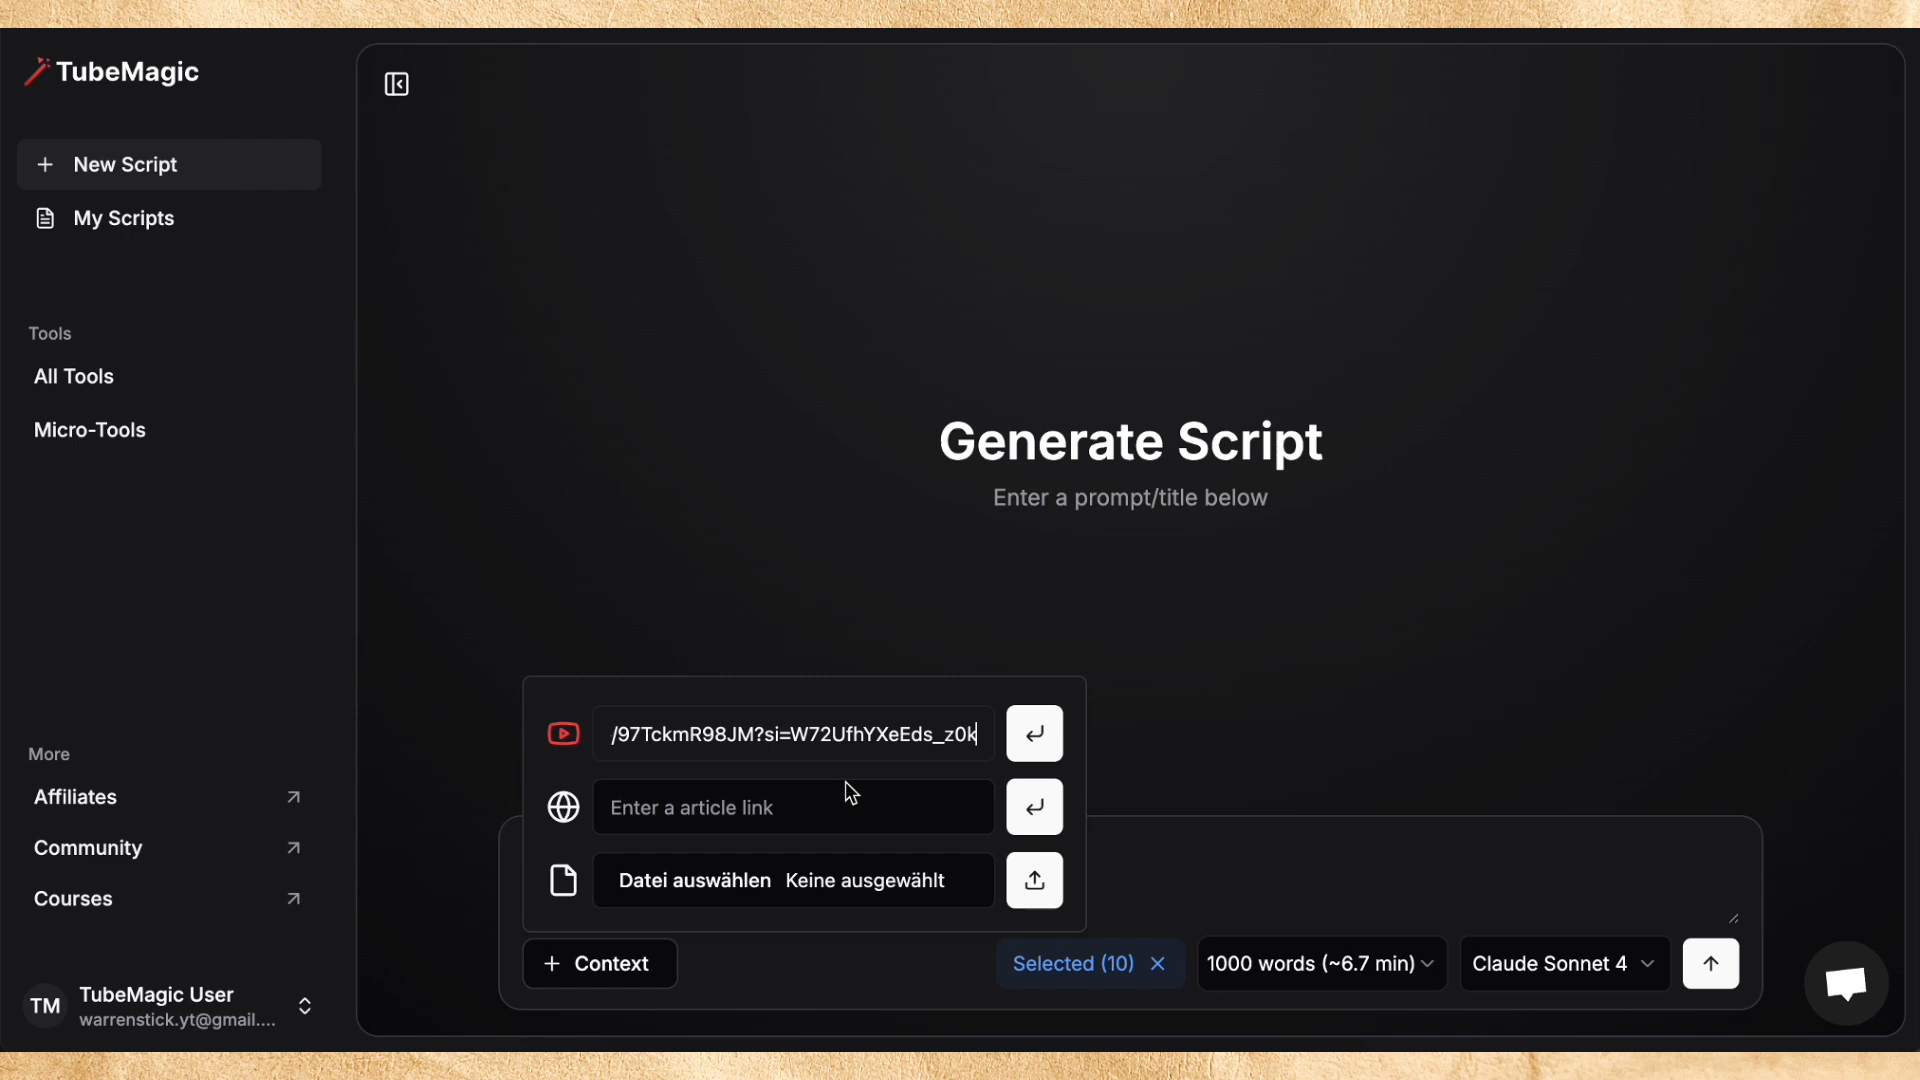 TubeMagic
New Script
My Scripts
Tools
All Tools
Micro-Tools
More
Affiliates
Community
Courses
TM
TubeMagic User
warrenstick.yt@gmail....
Generate Script
Enter a prompt/title below
/97TckmR98JM?si=W72UfhYXeEds_z0k
Enter a article link
Datei auswählen Keine ausgewählt
+ Context
Selected (10) ×
1000 words (~6.7 min)
Claude Sonnet 4